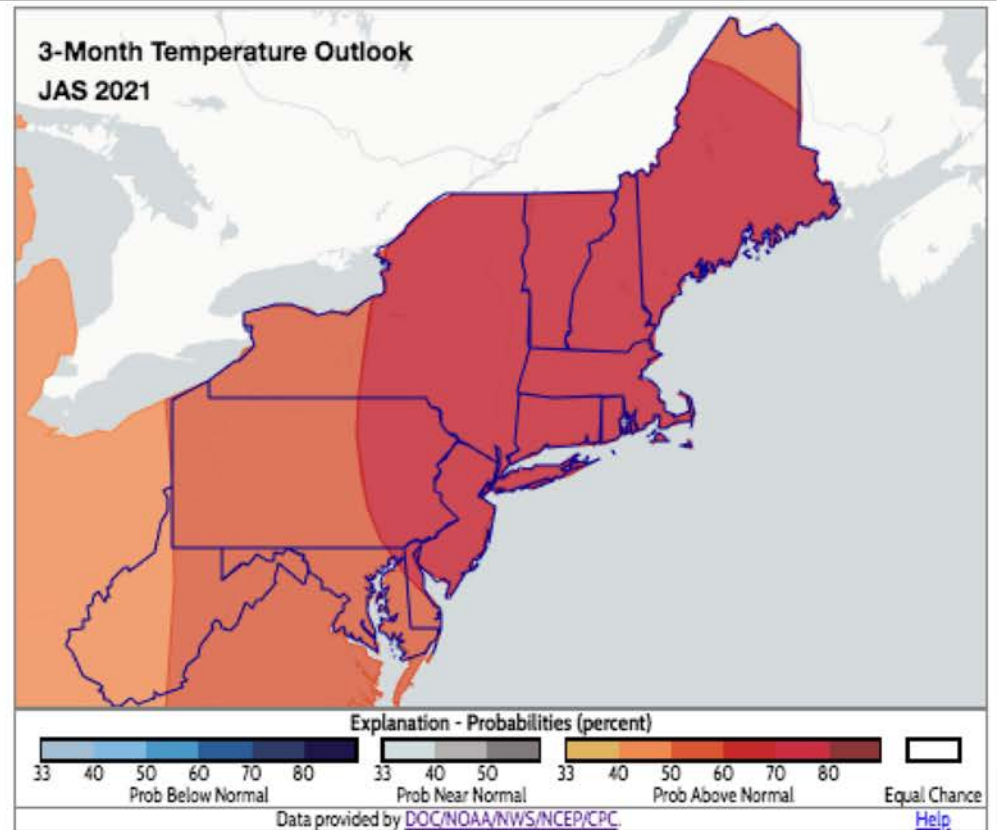 3-Month Temperature Outlook
JAS 2021
Explanation - Probabilities (percent)
33 40 50 60 70 80 33 40 50 33 40 50 60 70 80
Prob Below Normal Prob Near Normal Prob Above Normal Equal Chance
Data provided by DOC/NOAA/NWS/NCEP/CPC. Help